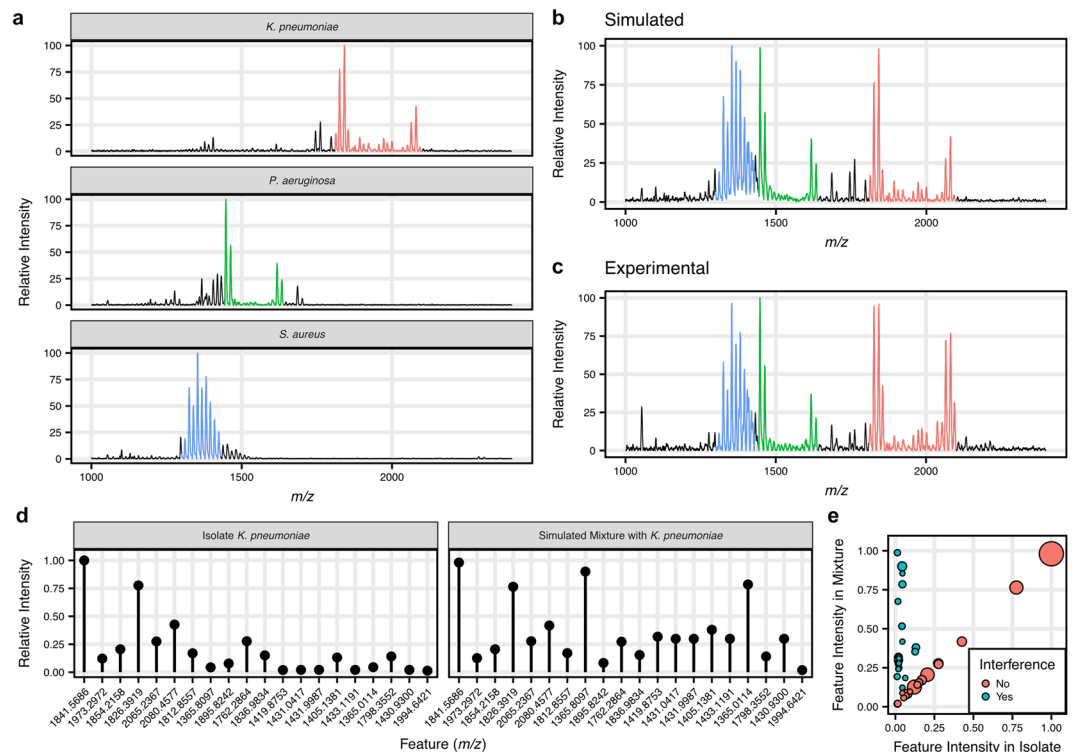 a
K. pneumoniae
100
75
50
25
0
P. aeruginosa
100
75
50
25
0
S. aureus
100
75
50
25
0
Relative Intensity
1000 1500 2000
m/z
b Simulated
100
75
50
25
0
Relative Intensity
1000 1500 2000
m/z
c Experimental
100
75
50
25
0
Relative Intensity
1000 1500 2000
m/z
d
Isolate K. pneumoniae
Simulated Mixture with K. pneumoniae
1.00
0.75
0.50
0.25
0.00
Relative Intensity
1841.5686 1973.2972 1854.2158 1826.3919 2065.2367 2080.4577 1812.8557 1365.8097 1895.8242 1762.2864 1836.9834 1419.8753 1431.0417 1431.9987 1405.1381 1433.1191 1365.0114 1798.3552 1430.9300 1994.6421
1841.5686 1973.2972 1854.2158 1826.3919 2065.2367 2080.4577 1812.8557 1365.8097 1895.8242 1762.2864 1836.9834 1419.8753 1431.0417 1431.9987 1405.1381 1433.1191 1365.0114 1798.3552 1430.9300 1994.6421
Feature (m/z)
e
1.00
0.75
0.50
0.25
0.00
Feature Intensity in Mixture
Interference
No
Yes
0.00 0.25 0.50 0.75 1.00
Feature Intensity in Isolate